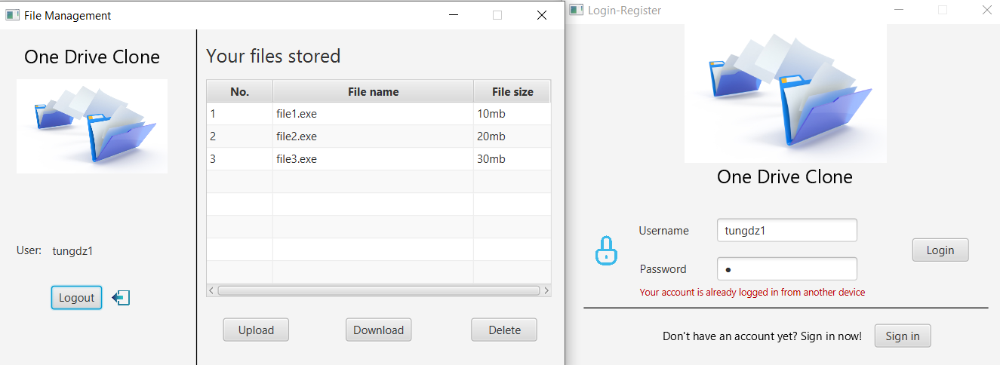 File Management
One Drive Clone
User: tungdz1
Logout
Your files stored
No. File name File size
1 file1.exe 10mb
2 file2.exe 20mb
3 file3.exe 30mb
Upload Download Delete
Login-Register
One Drive Clone
Username tungdz1
Password ●
Login
Your account is already logged in from another device
Don't have an account yet? Sign in now! Sign in